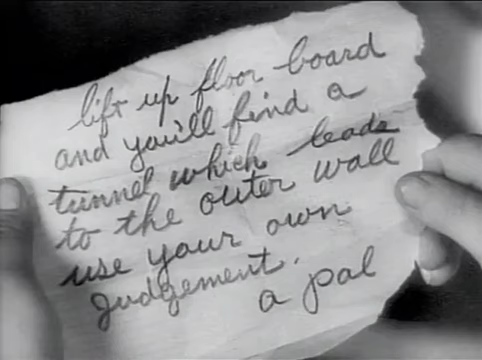 lift up floor board
and you'll find a
tunnel which leads
to the outer wall
use your own
judgement.
a pal